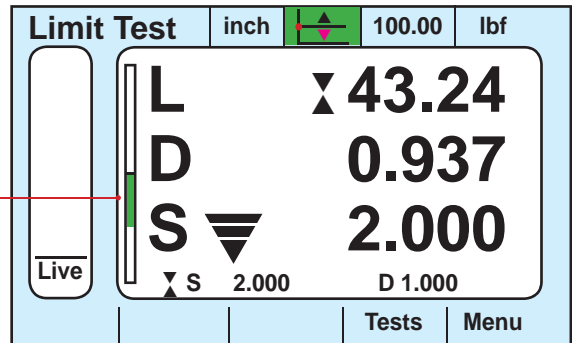 Limit Test inch 100.00 lbf
L 43.24
D 0.937
S 2.000
Live
S 2.000 D 1.000
Tests Menu